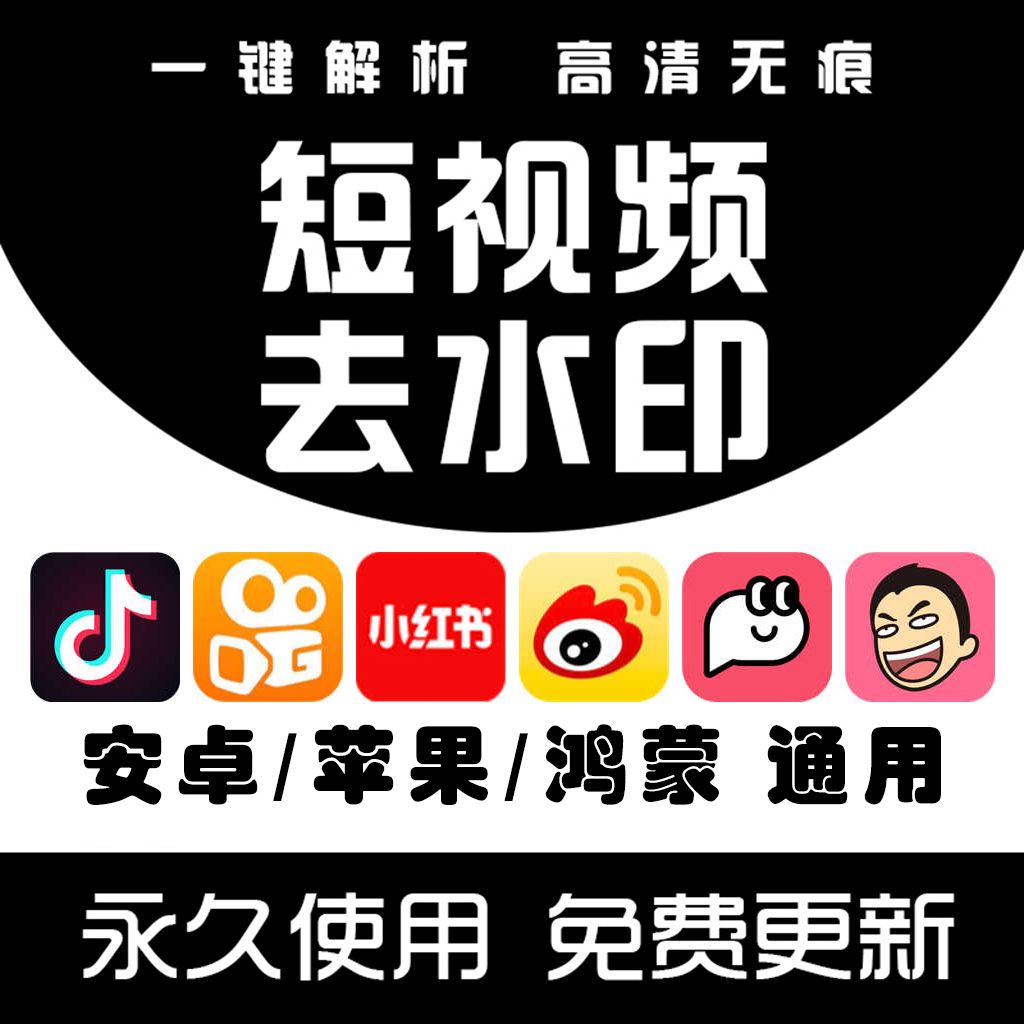 一键解析 高清无痕
短视频
去水印
小红书
安卓/苹果/鸿蒙 通用
永久使用 免费更新